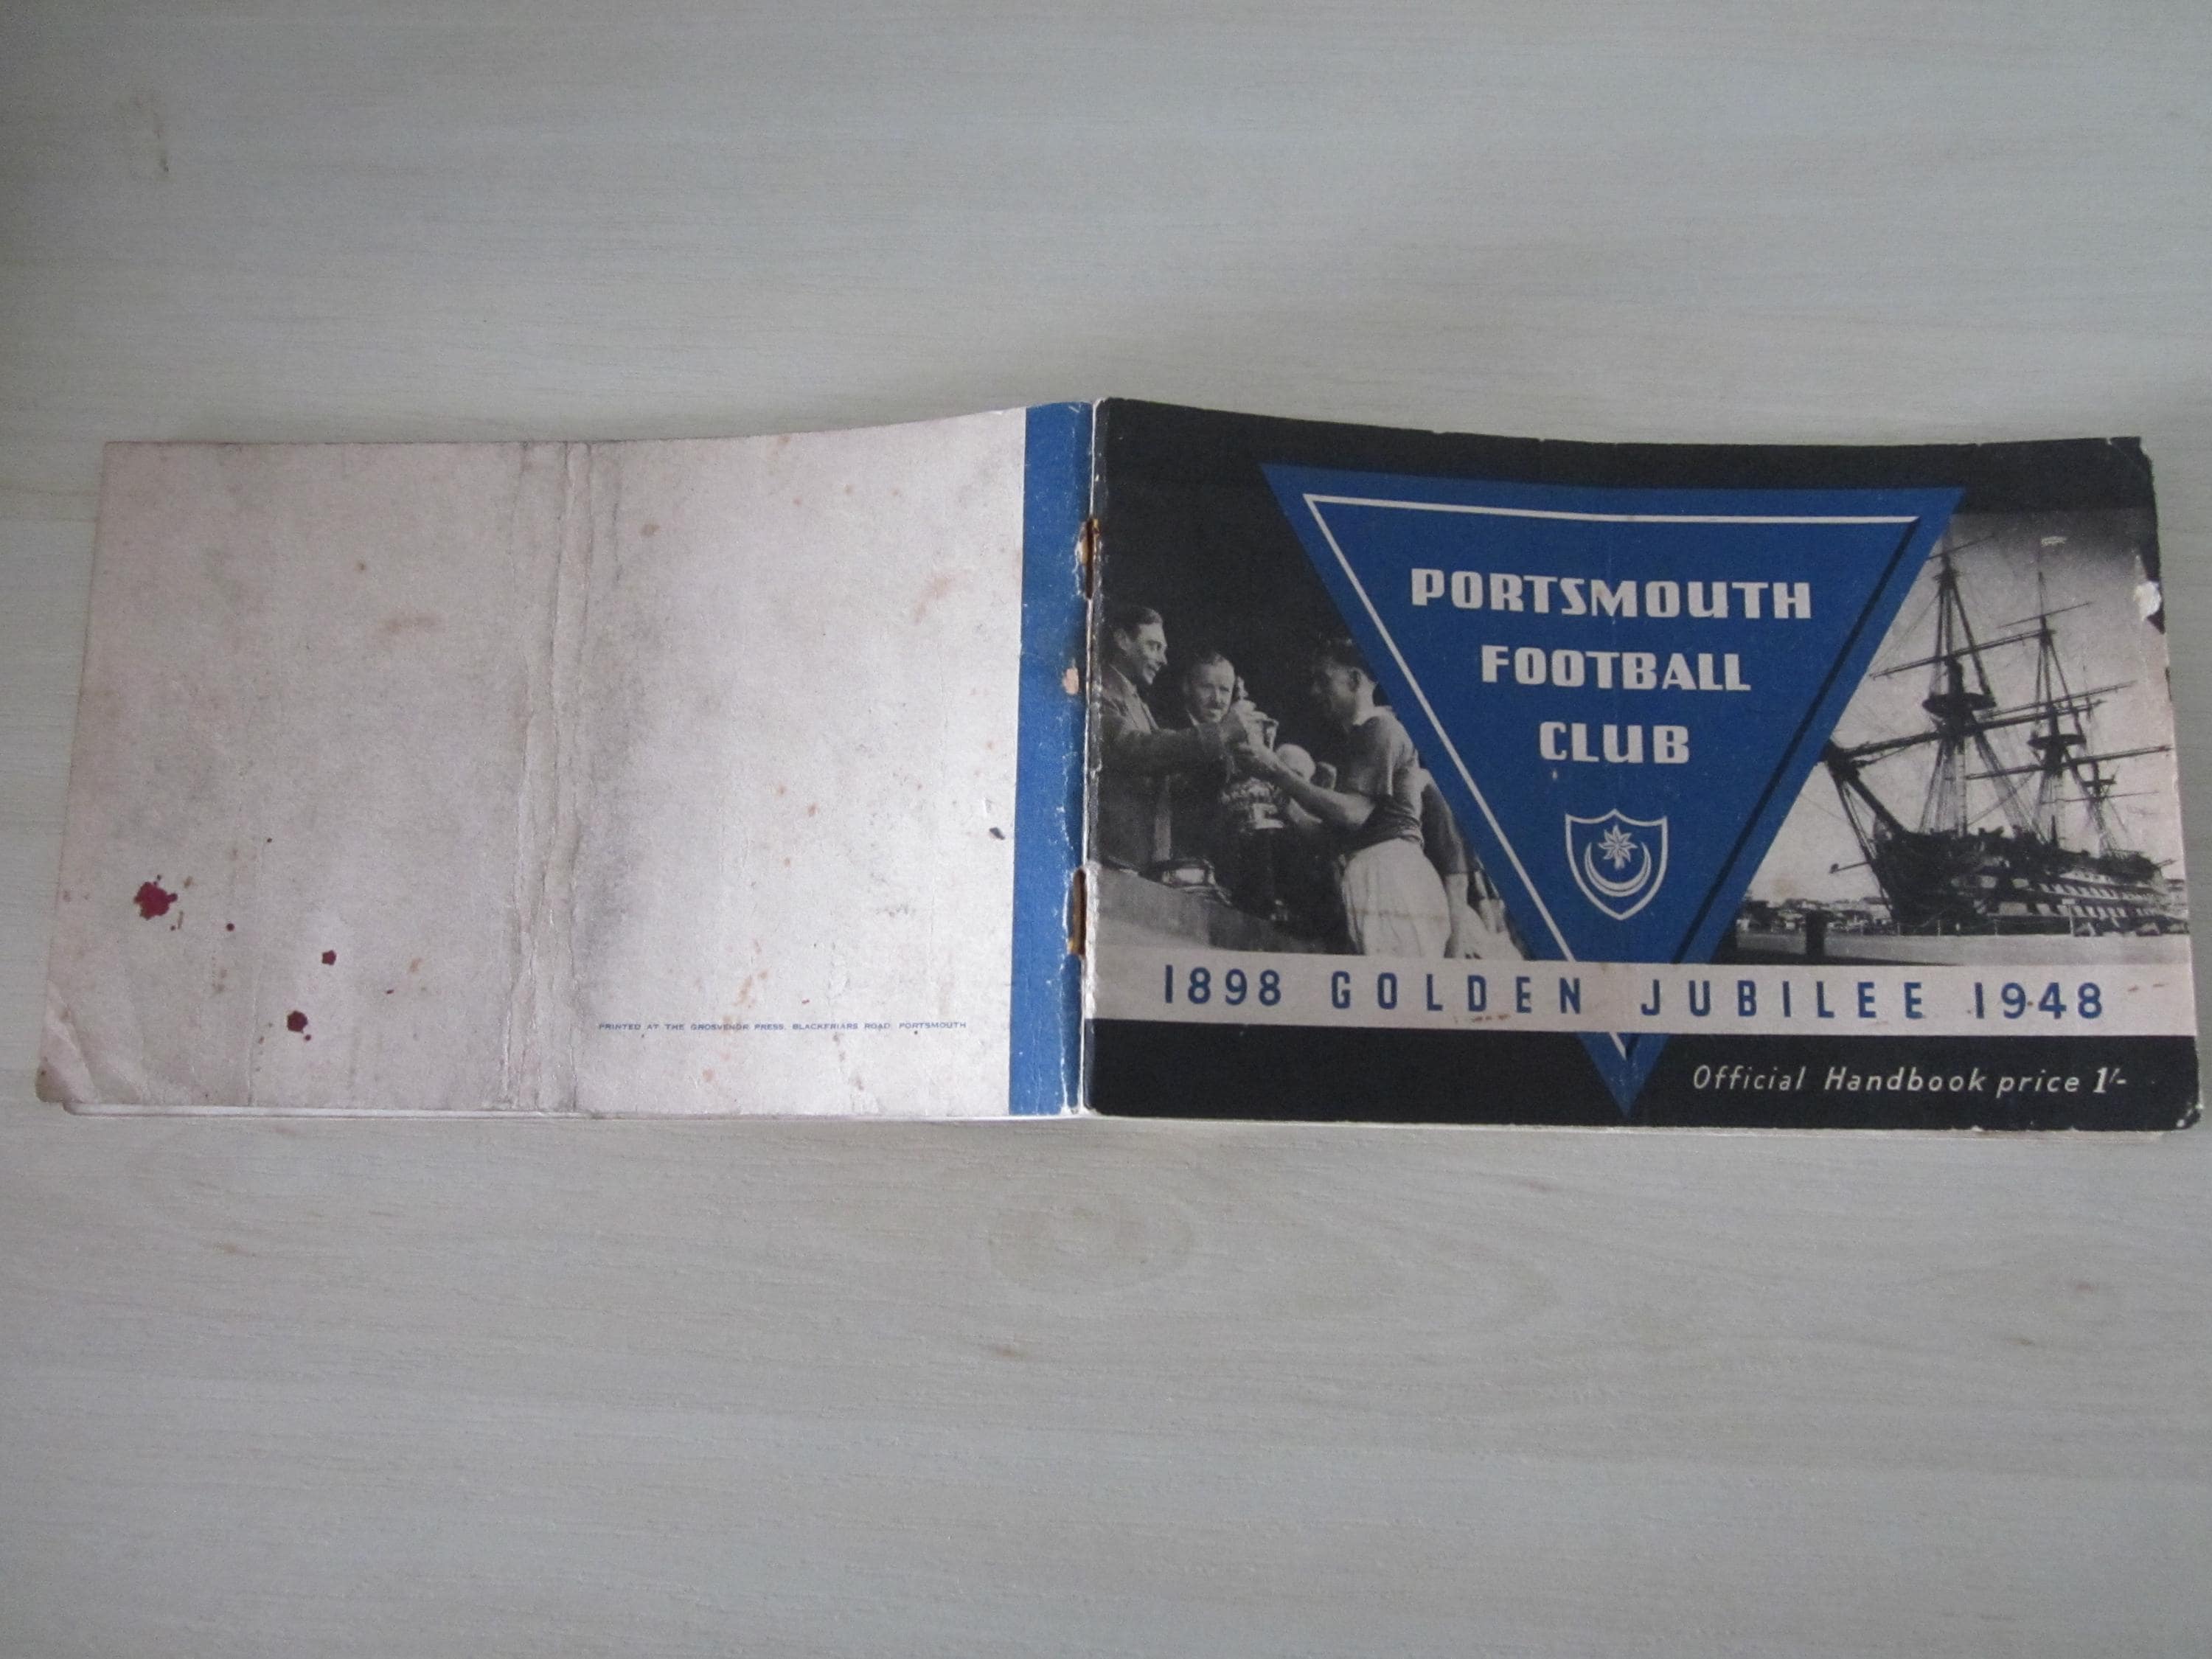 PRINTED AT THE GROSVENOR PRESS, BLACKFRIARS ROAD, PORTSMOUTH
PORTSMOUTH
FOOTBALL
CLUB
1898 GOLDEN JUBILEE 1948
Official Handbook price 1/-